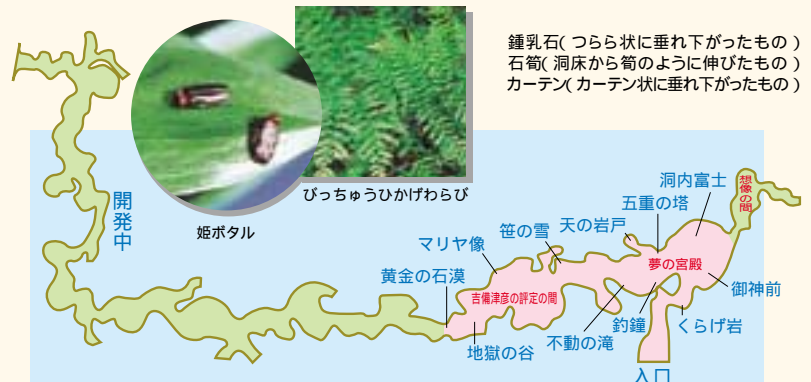 鍾乳石(つらら状に垂れ下がったもの)
石筍(洞床から筍のように伸びたもの)
カーテン(カーテン状に垂れ下がったもの)
びっちゅうひかげわらび
姫ボタル
開発中
想像の間
洞内富士
五重の塔
天の岩戸
笹の雪
マリヤ像
黄金の石漠
夢の宮殿
吉備津彦の評定の間
御神前
くらげ岩
釣鐘
不動の滝
地獄の谷
入口